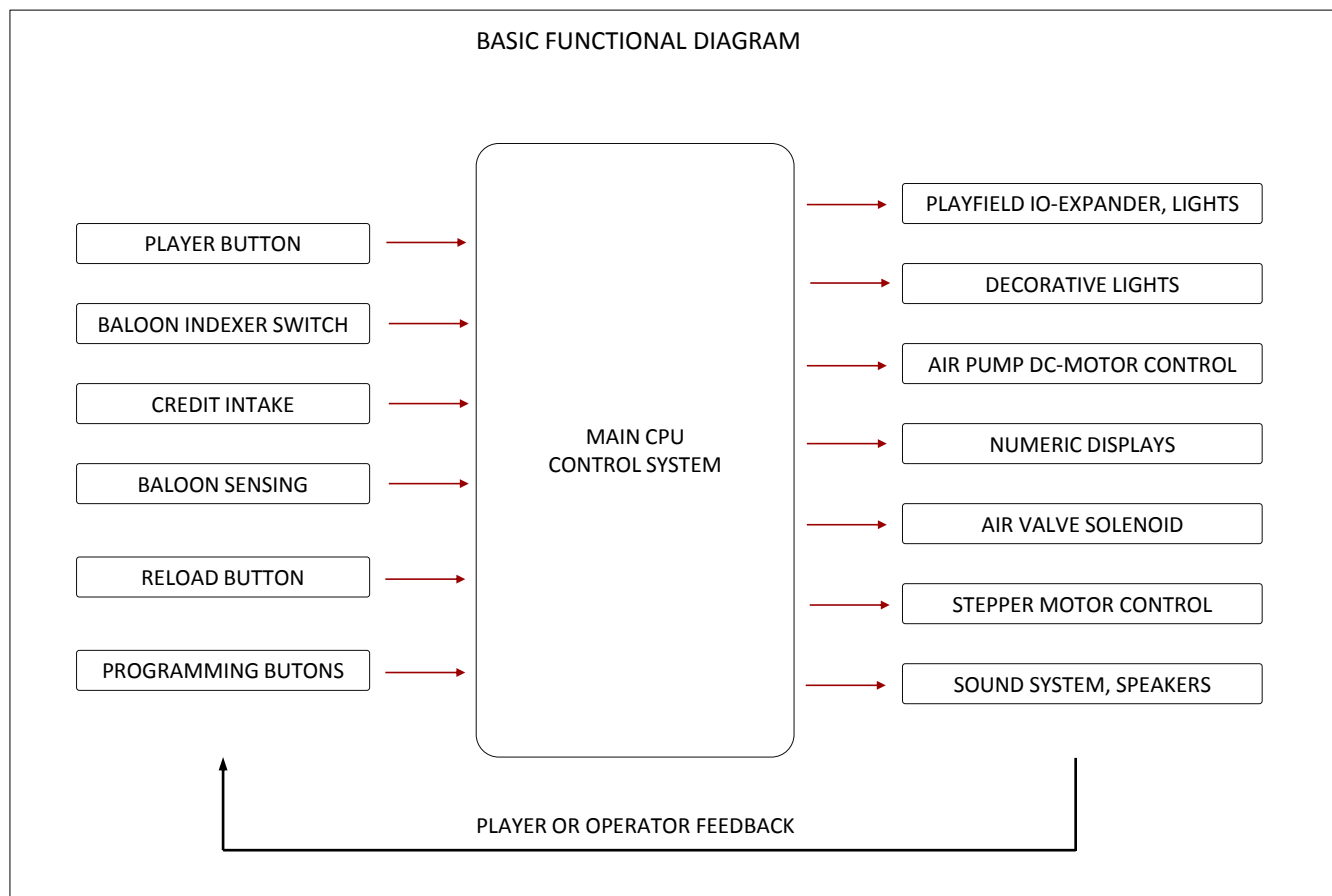 BASIC FUNCTIONAL DIAGRAM
PLAYER BUTTON
BALOON INDEXER SWITCH
CREDIT INTAKE
BALOON SENSING
RELOAD BUTTON
PROGRAMMING BUTONS
MAIN CPU
CONTROL SYSTEM
PLAYFIELD IO-EXPANDER, LIGHTS
DECORATIVE LIGHTS
AIR PUMP DC-MOTOR CONTROL
NUMERIC DISPLAYS
AIR VALVE SOLENOID
STEPPER MOTOR CONTROL
SOUND SYSTEM, SPEAKERS
PLAYER OR OPERATOR FEEDBACK